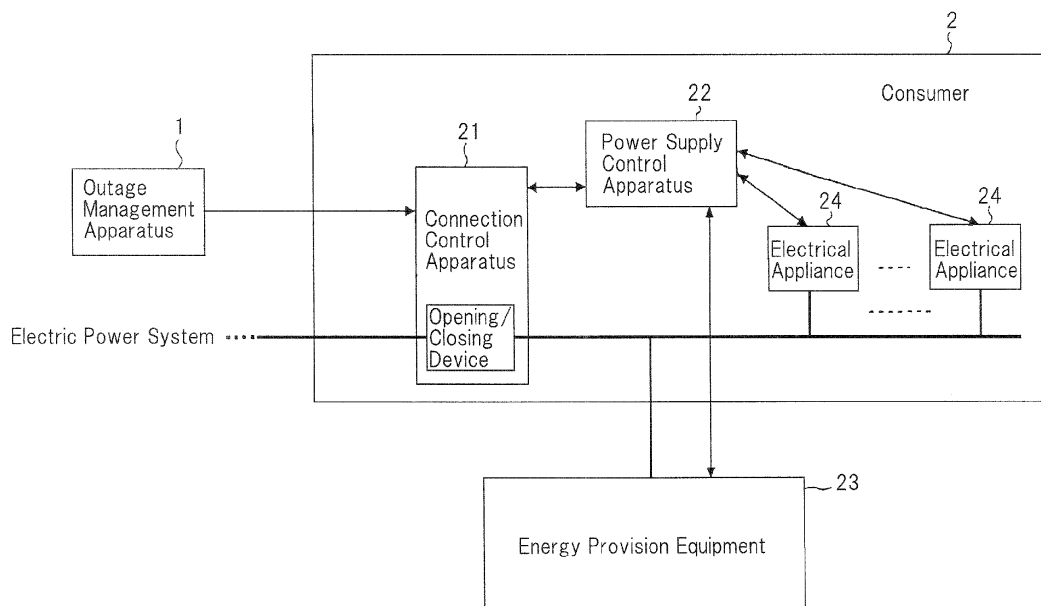 2
Consumer
22
Power Supply
Control
Apparatus
1
21
Outage
Management
Apparatus
Connection
Control
Apparatus
24
Electrical
Appliance
24
Electrical
Appliance
Electric Power System
Opening/
Closing
Device
23
Energy Provision Equipment